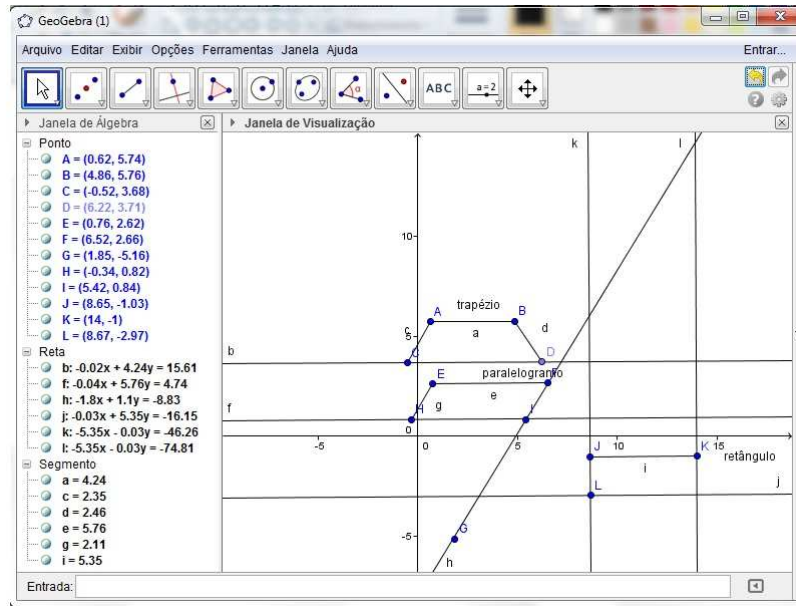 GeoGebra (1)
Arquivo Editar Exibir Opções Ferramentas Janela Ajuda
Entrar...
ABC
a=2
Janela de Álgebra
Janela de Visualização
Ponto
A = (0.62, 5.74)
B = (4.86, 5.76)
C = (-0.52, 3.68)
D = (6.22, 3.71)
E = (0.76, 2.62)
F = (6.52, 2.66)
G = (1.85, -5.16)
H = (-0.34, 0.82)
I = (5.42, 0.84)
J = (8.65, -1.03)
K = (14, -1)
L = (8.67, -2.97)
Reta
b: -0.02x + 4.24y = 15.61
f: -0.04x + 5.76y = 4.74
h: -1.8x + 1.1y = -8.83
j: -0.03x + 5.35y = -16.15
k: -5.35x - 0.03y = -46.26
l: -5.35x - 0.03y = -74.81
Segmento
a = 4.24
c = 2.35
d = 2.46
e = 5.76
g = 2.11
i = 5.35
k l
10
trapézio
A B
c a d
5
b C D
E paralelogramo F
e
H g I
f
0
-5 0 5 10 15
J K retângulo
i
L j
G
-5
h
Entrada: